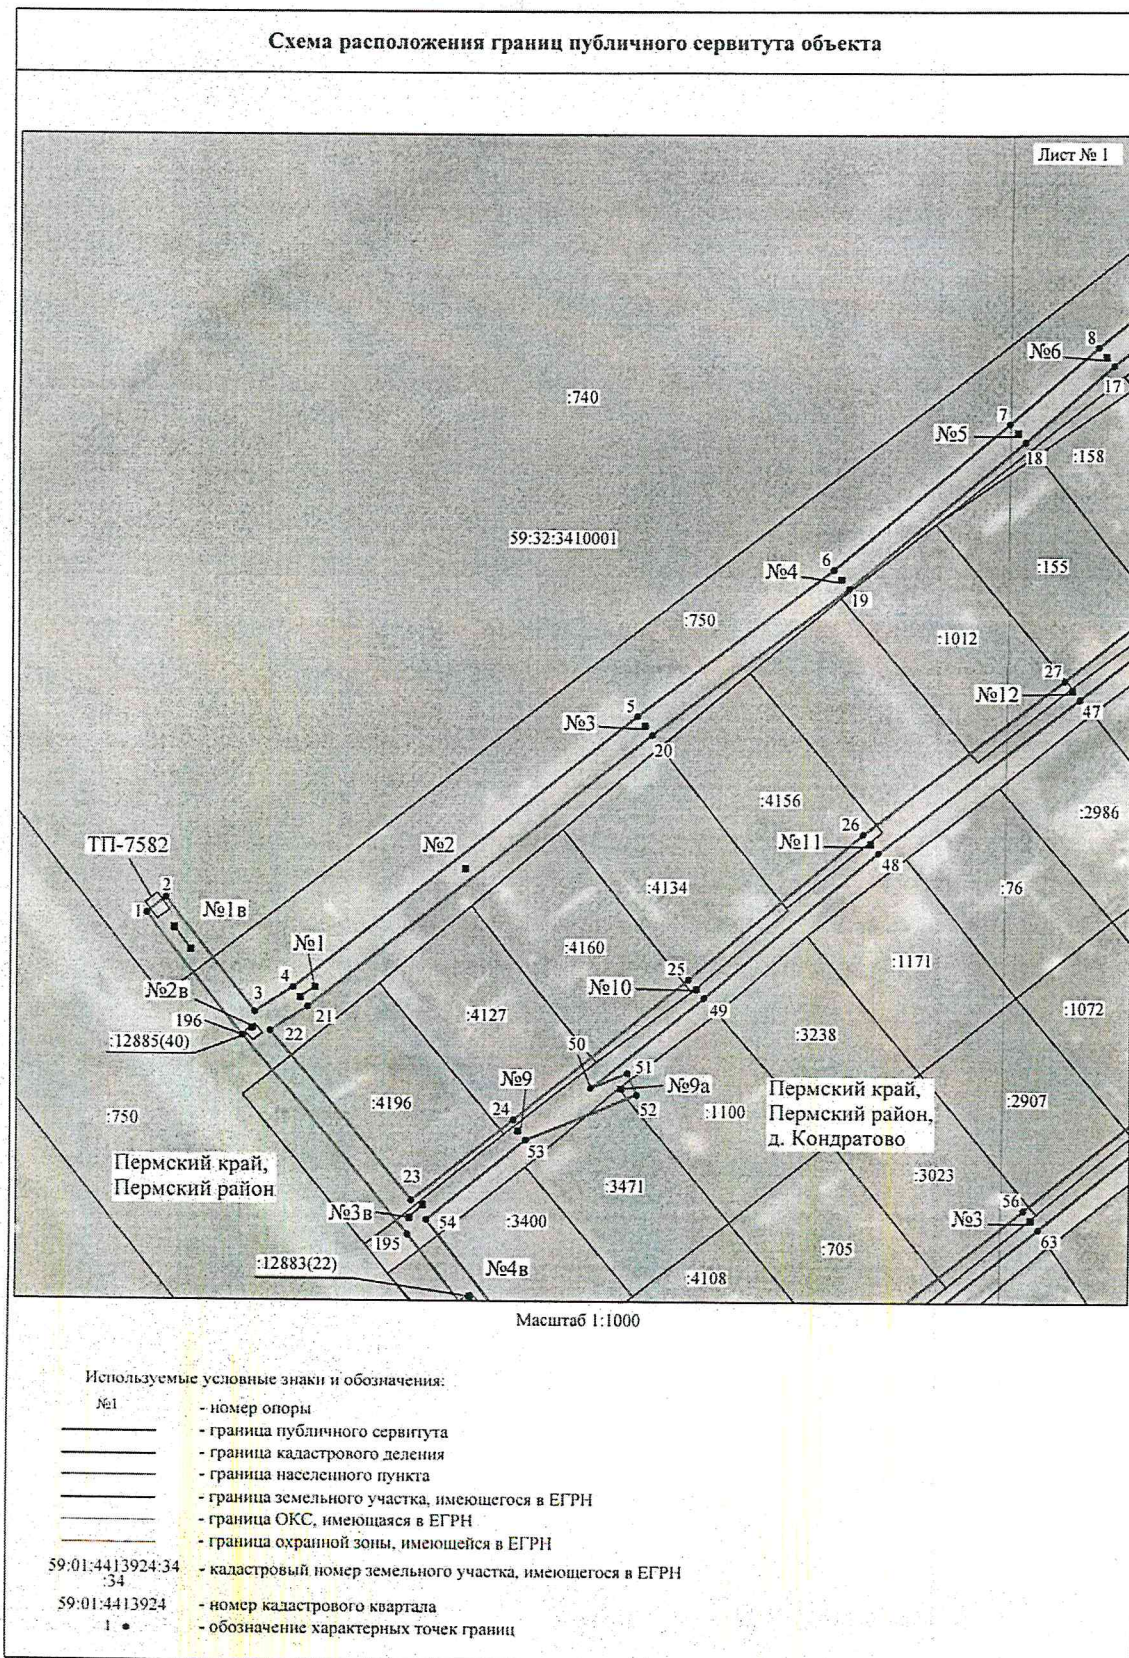 Схема расположения границ публичного сервитута объекта
Лист № 1
8
№6
17
:740
7
№5
18
:158
59:32:3410001
6
№4
19
:155
:750
:1012
27
№12
47
5
№3
20
:4156
26
:2986
№11
48
ТП-7582
№2
2
:4134
:76
1
№1в
:4160
:1171
№1
4
25
№2в
№10
3
21
49
:1072
196
22
:4127
:3238
:12885(40)
50
51
№9
№9а
Пермский край,
Пермский район,
д. Кондратово
:4196
24
52
:1100
:2907
:750
53
Пермский край,
Пермский район
23
:3471
:3023
56
№3в
54
:3400
№3
63
195
:705
:12883(22)
№4в
:4108
Масштаб 1:1000
Используемые условные знаки и обозначения:
№1 - номер опоры
- граница публичного сервитута
- граница кадастрового деления
- граница населенного пункта
- граница земельного участка, имеющегося в ЕГРН
- граница ОКС, имеющаяся в ЕГРН
- граница охранной зоны, имеющейся в ЕГРН
59:01:4413924:34 - кадастровый номер земельного участка, имеющегося в ЕГРН
:34
59:01:4413924 - номер кадастрового квартала
1 - обозначение характерных точек границ